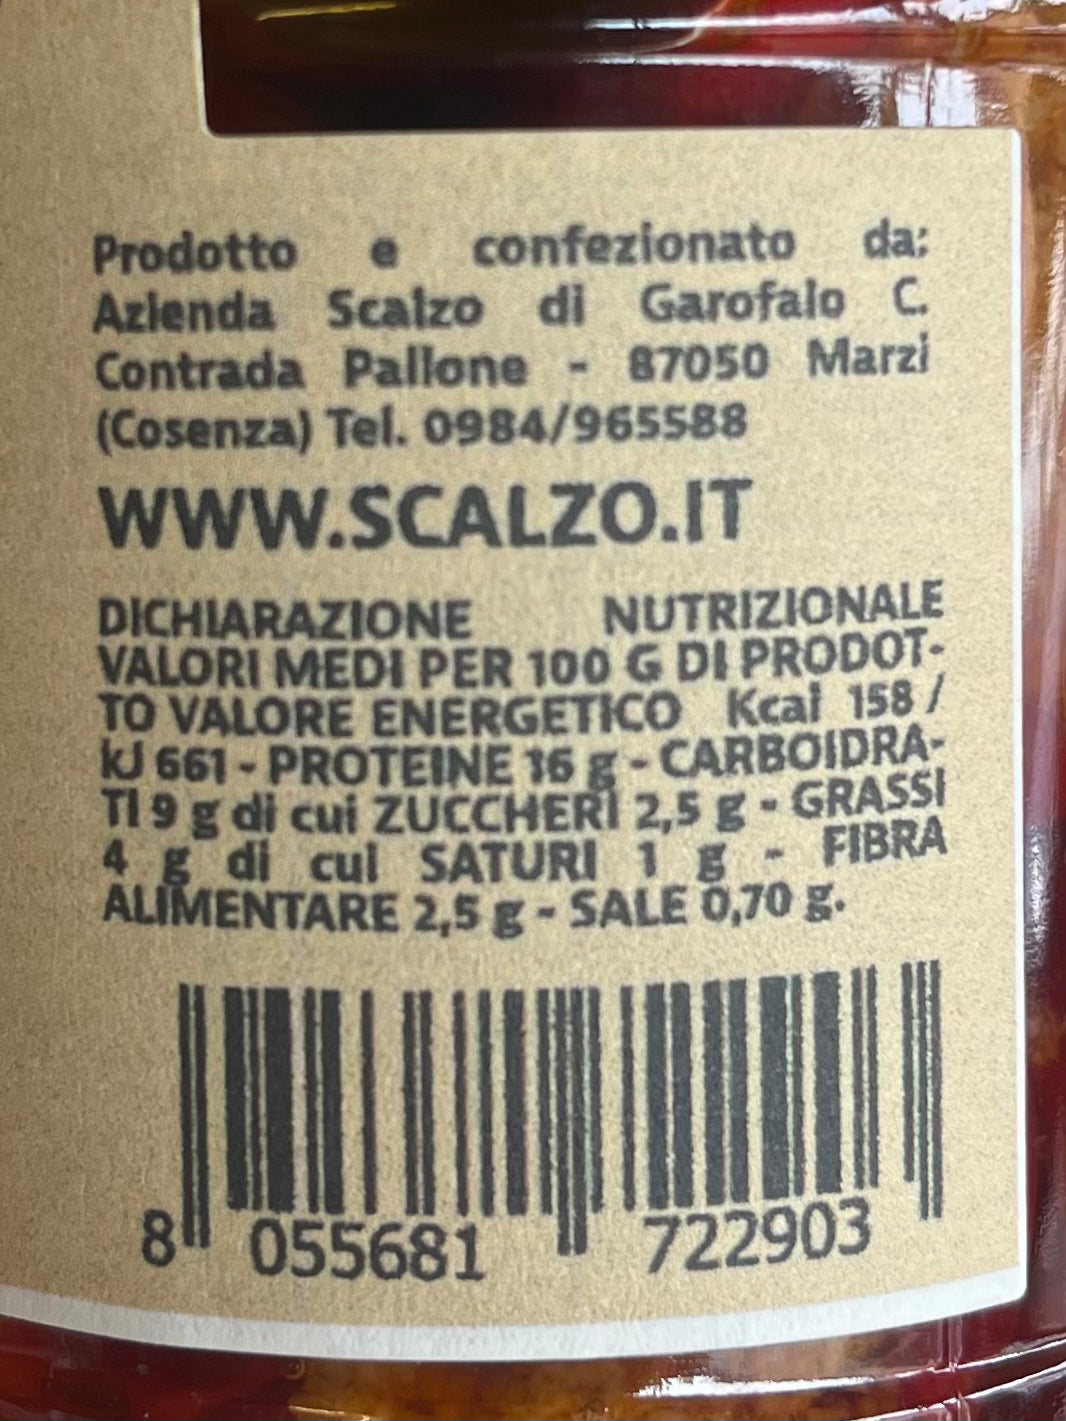 Prodotto e confezionato da:
Azienda Scalzo di Garofalo C.
Contrada Pallone - 87050 Marzi
(Cosenza) Tel. 0984/965588
WWW.SCALZO.IT
DICHIARAZIONE NUTRIZIONALE
VALORI MEDI PER 100 G DI PRODOT-
TO VALORE ENERGETICO Kcal 158 /
kJ 661 - PROTEINE 16 g - CARBOIDRA-
TI 9 g di cui ZUCCHERI 2,5 g - GRASSI
4 g di cui SATURI 1 g - FIBRA
ALIMENTARE 2,5 g - SALE 0,70 g.
8 055681 722903